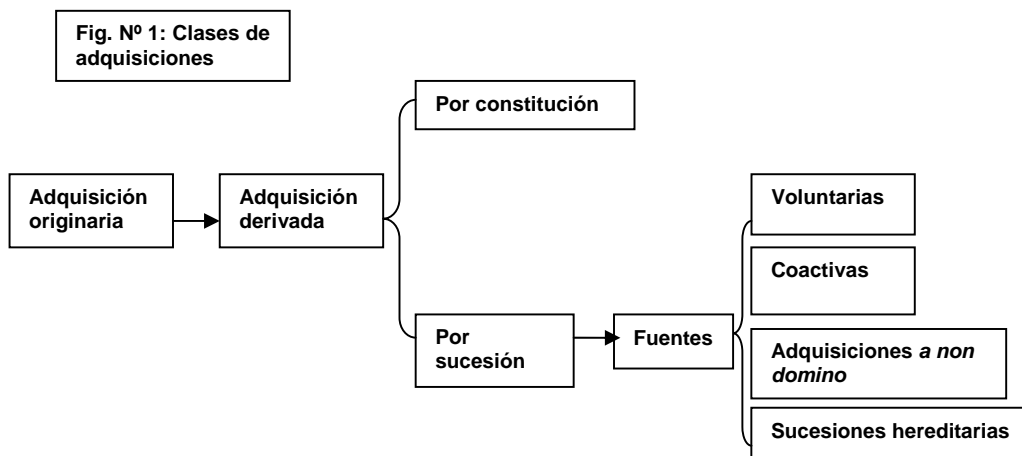 Fig. Nº 1: Clases de
adquisiciones
Por constitución
Adquisición
originaria
Adquisición
derivada
Voluntarias
Coactivas
Por
sucesión
Fuentes
Adquisiciones a non
domino
Sucesiones hereditarias